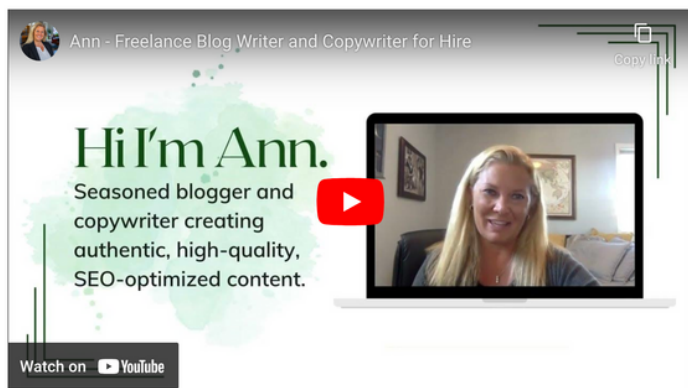 Ann - Freelance Blog Writer and Copywriter for Hire
Copy link
Hi I'm Ann.
Seasoned blogger and
copywriter creating
authentic, high-quality,
SEO-optimized content.
Watch on YouTube